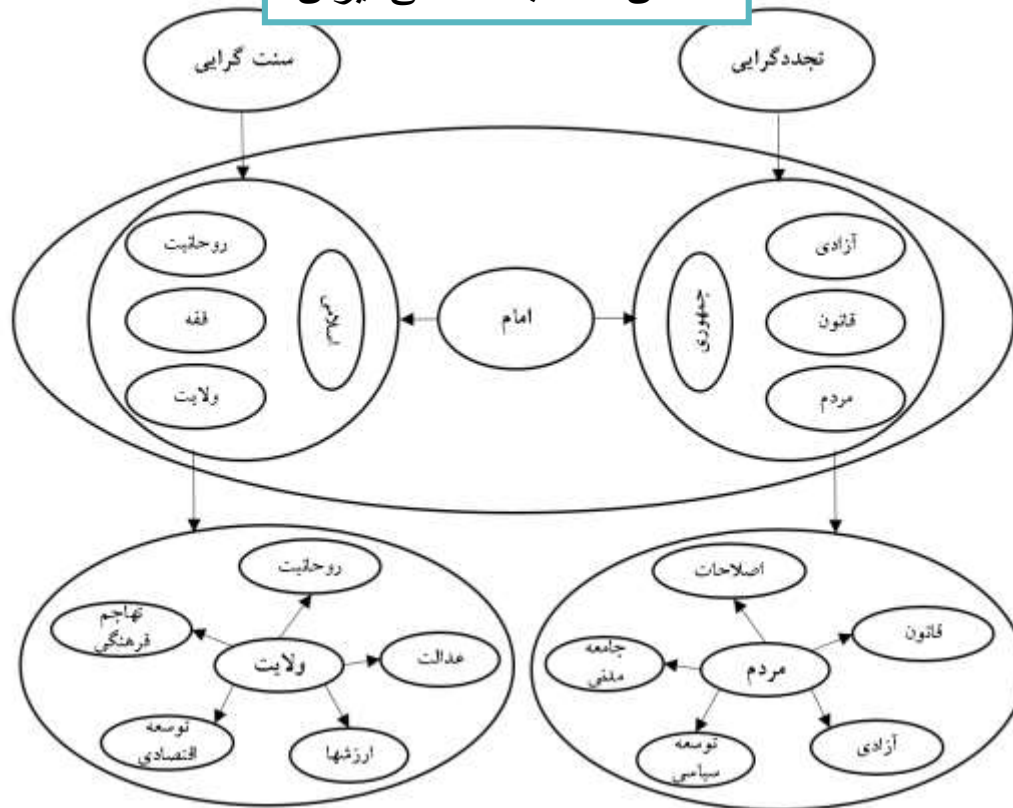 تجددگرایی
سنت گرایی
آزادی
قانون
مردم
جمهوری
امام
اسلامی
روحانیت
فقه
ولایت
اصلاحات
قانون
جامعه
مدنی
مردم
توسعه
سیاسی
آزادی
روحانیت
تهاجم
فرهنگی
ولایت
عدالت
توسعه
اقتصادی
ارزشها